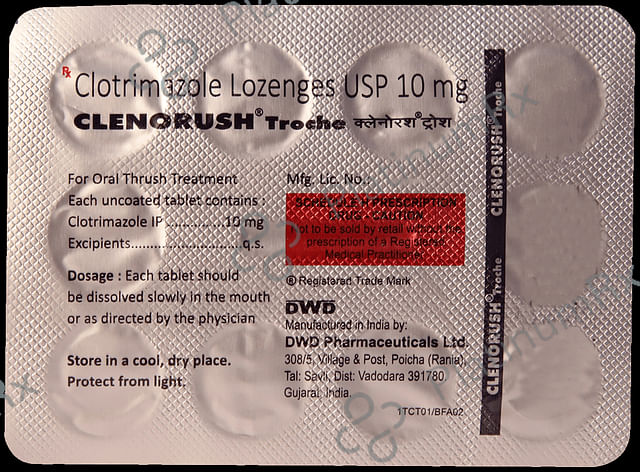 Rx Clotrimazole Lozenges USP 10 mg
CLENORUSH® Troche क्लेनोरश® ट्रोश
For Oral Thrush Treatment
Each uncoated tablet contains :
Clotrimazole IP ...............10 mg
Excipients..........................q.s.
Dosage : Each tablet should
be dissolved slowly in the mouth
or as directed by the physician
Store in a cool, dry place.
Protect from light.
Mfg. Lic. No.:
SCHEDULE H PRESCRIPTION
DRUG - CAUTION
Not to be sold by retail without the
prescription of a Registered
Medical Practitioner
® Registered Trade Mark
DWD
Manufactured in India by:
DWD Pharmaceuticals Ltd.
308/5, Village & Post, Poicha (Rania),
Tal: Savli, Dist: Vadodara 391780,
Gujarat, India.
1TCT01/BFA02
CLENORUSH® Troche
CLENORUSH® Troche
PlatinumRx